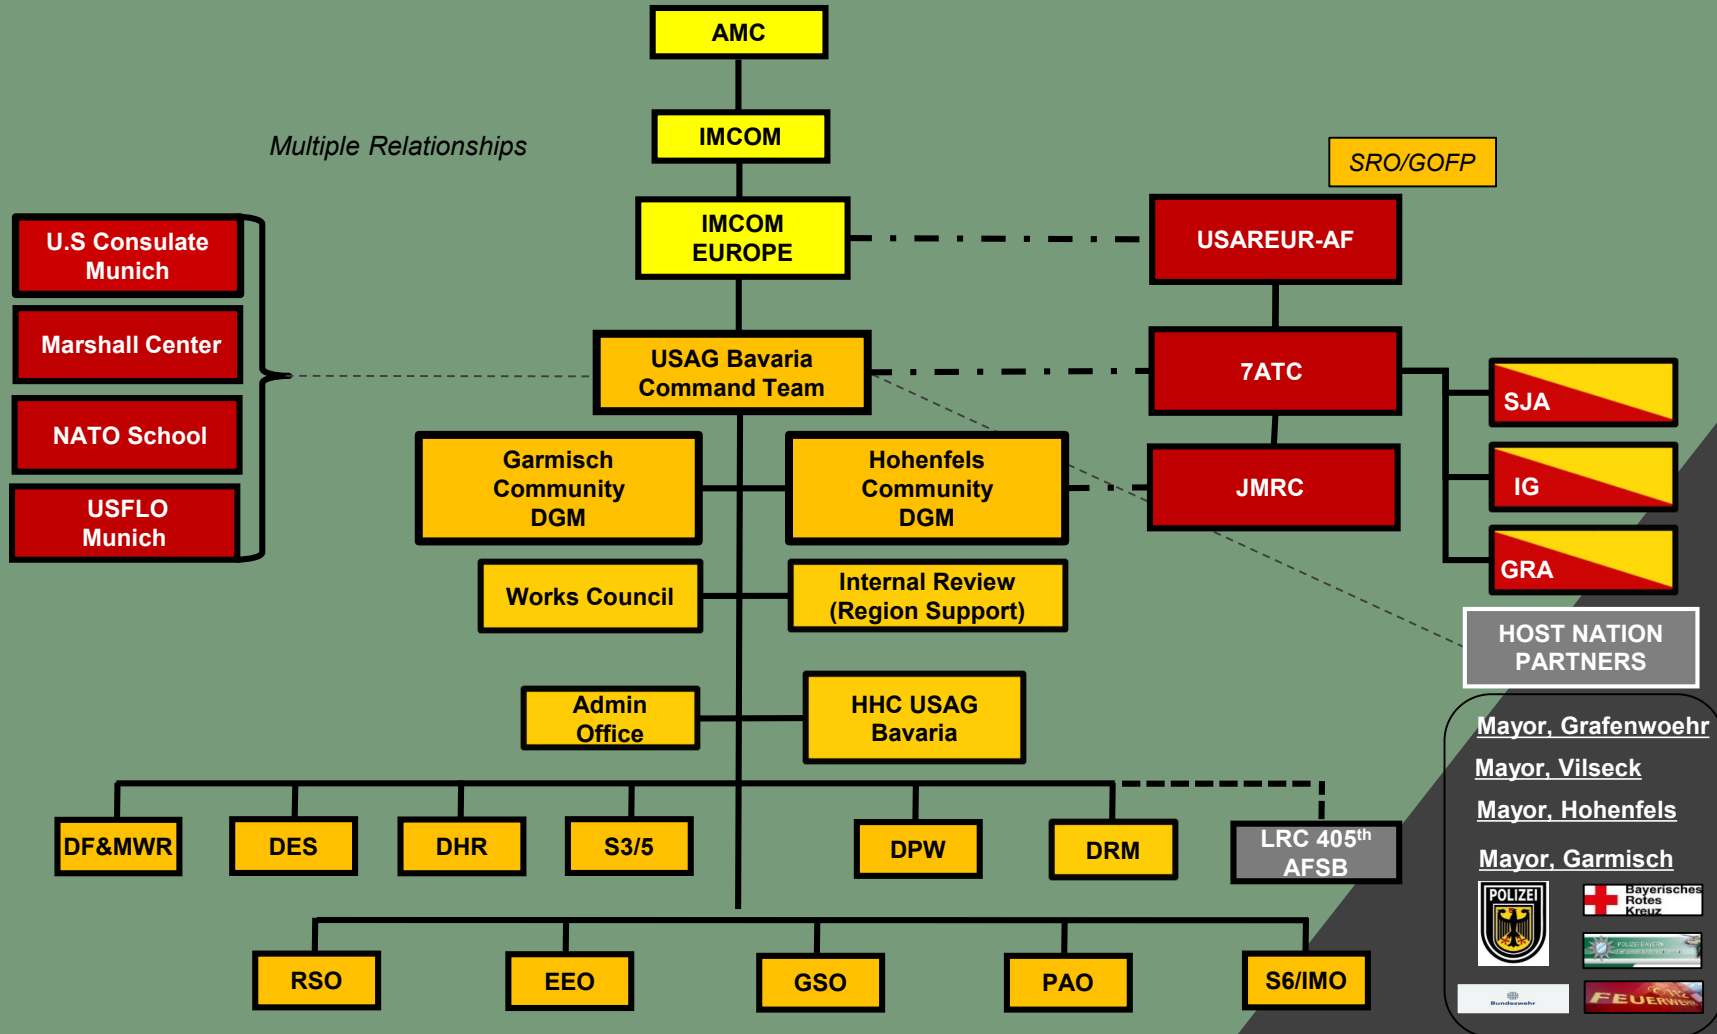 AMC
Multiple Relationships
IMCOM
SRO/GOFP
IMCOM
EUROPE
USAREUR-AF
U.S Consulate
Munich
Marshall Center
NATO School
USFLO
Munich
USAG Bavaria
Command Team
7ATC
SJA
IG
GRA
Garmisch
Community
DGM
Hohenfels
Community
DGM
JMRC
Works Council
Internal Review
(Region Support)
HOST NATION
PARTNERS
Admin
Office
HHC USAG
Bavaria
Mayor, Grafenwoehr
Mayor, Vilseck
Mayor, Hohenfels
Mayor, Garmisch
DF&MWR
DES
DHR
S3/5
DPW
DRM
LRC 405th
AFSB
POLIZEI
Bayerisches
Rotes
Kreuz
POLIZEI BAYERN
Bundeswehr
FEUERWEHR
RSO
EEO
GSO
PAO
S6/IMO